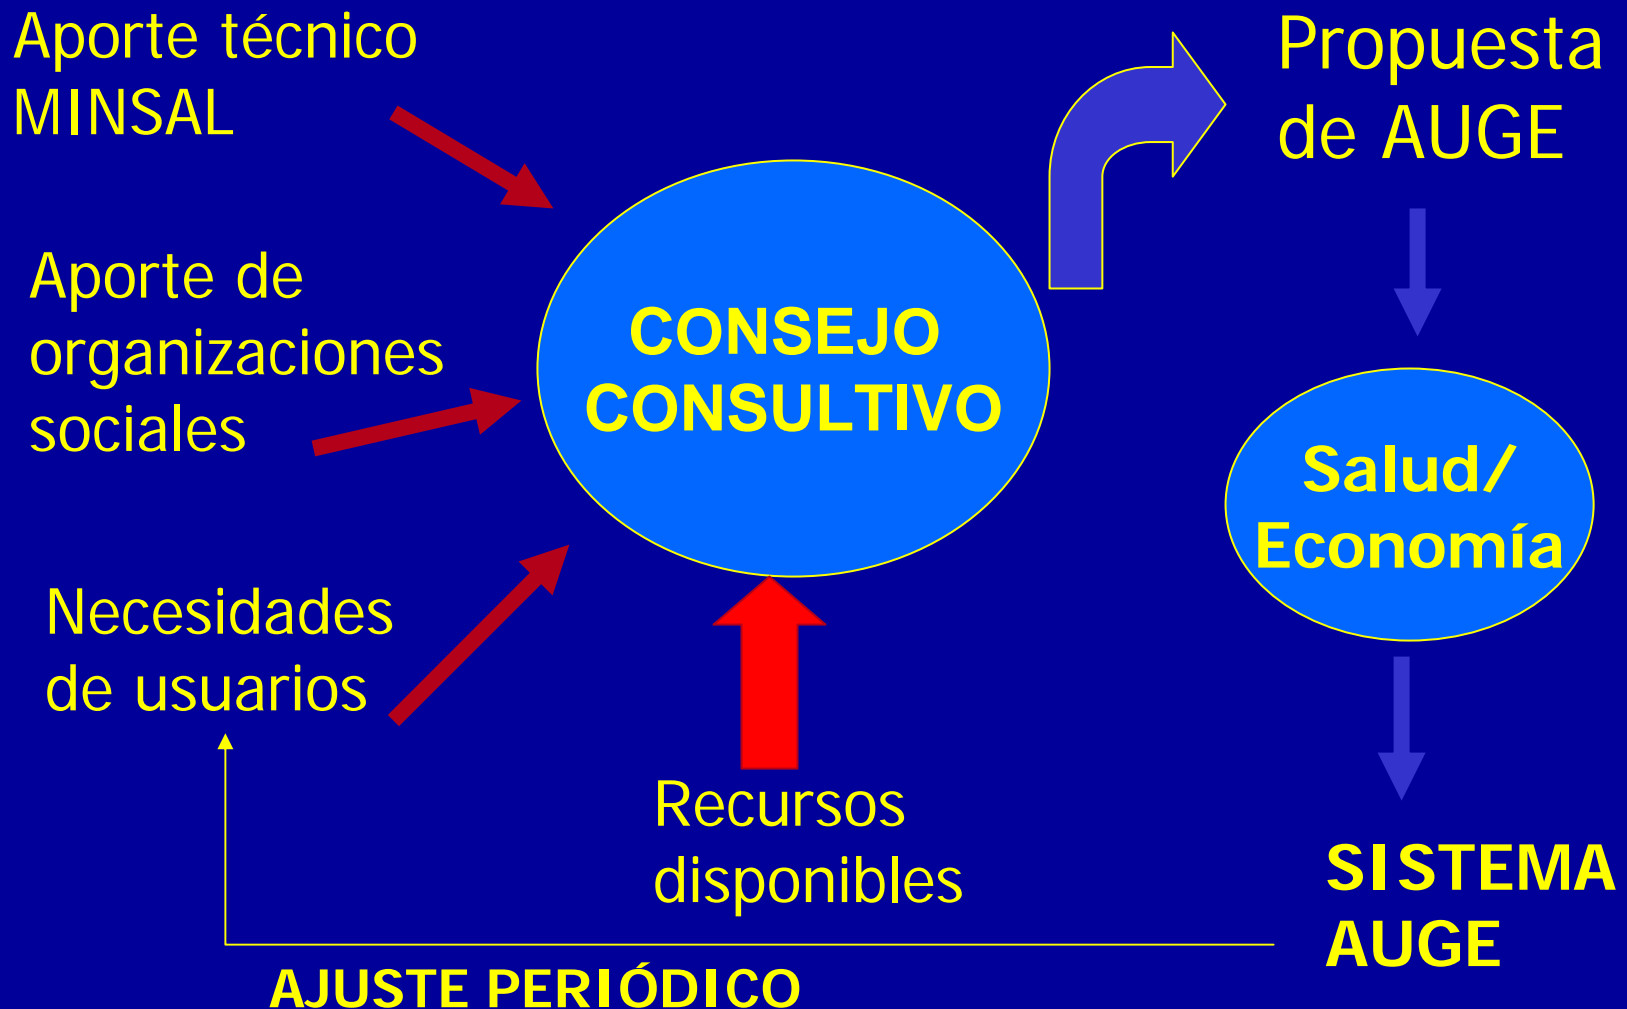 Aporte técnico
MINSAL
Aporte de
organizaciones
sociales
Necesidades
de usuarios
CONSEJO
CONSULTIVO
Recursos
disponibles
Propuesta
de AUGE
Salud/
Economía
SISTEMA
AUGE
AJUSTE PERIÓDICO